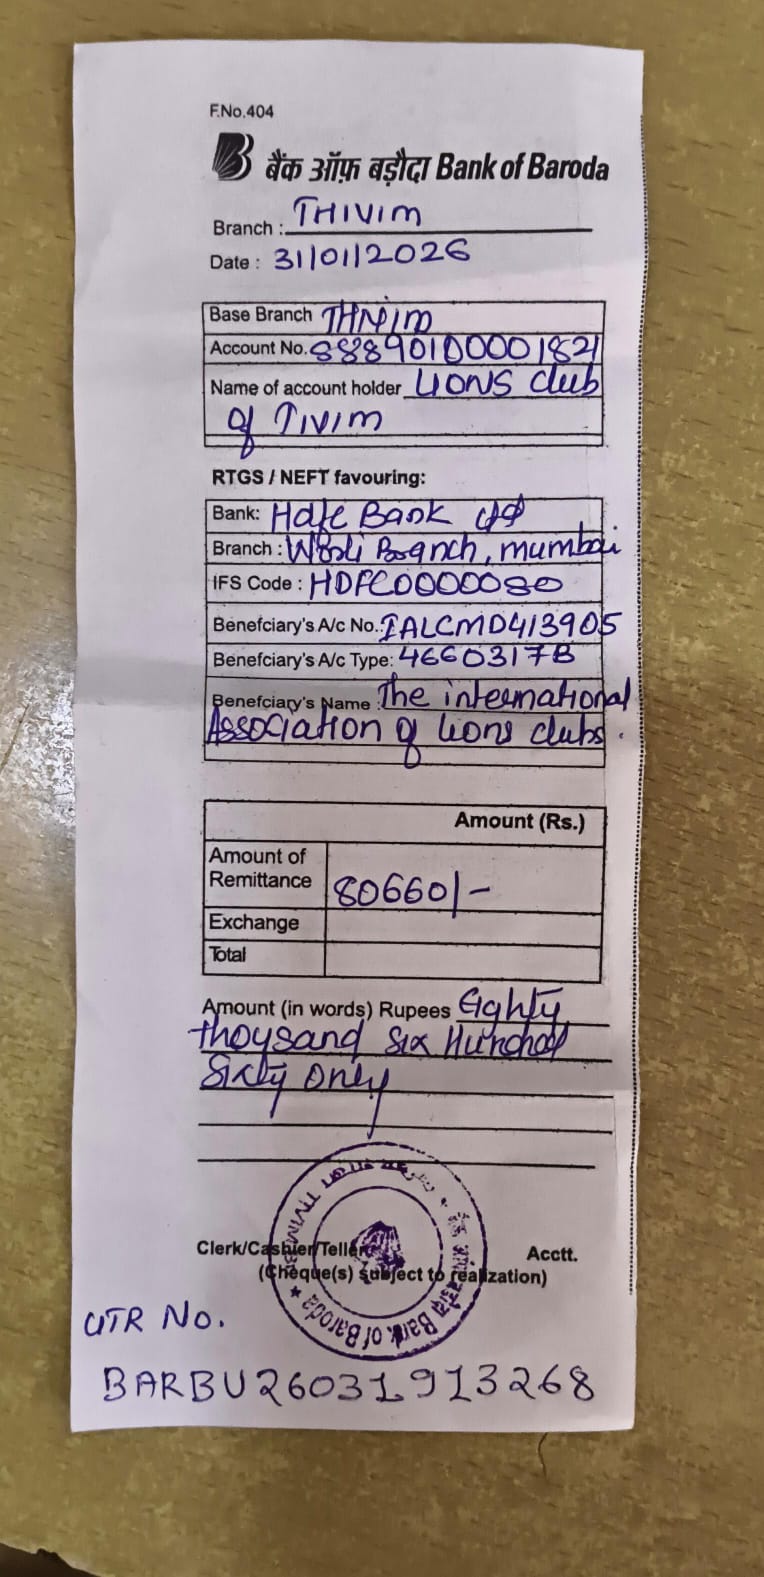 F.No.404
बैंक ऑफ़ बड़ौदा Bank of Baroda
Branch : THIVIM
Date : 31/01/2026
Base Branch THIVIM
Account No. 88890100001821
Name of account holder LIONS club
of TIVIM
RTGS / NEFT favouring:
Bank: Hdfc Bank Ltd
Branch : Worli Branch, mumbai
IFS Code : HDFC0000080
Benefciary's A/c No. IALCMD413905
Benefciary's A/c Type: 4660317B
Benefciary's Name : The international
Association of Lions clubs.
Amount (Rs.)
Amount of
Remittance 80660/-
Exchange
Total
Amount (in words) Rupees Eighty
thousand six Hundred
Sixty only
Clerk/Cashier/Teller Acctt.
(Cheque(s) subject to realization)
Bank of Baroda
UTR No.
BARBU26031913268